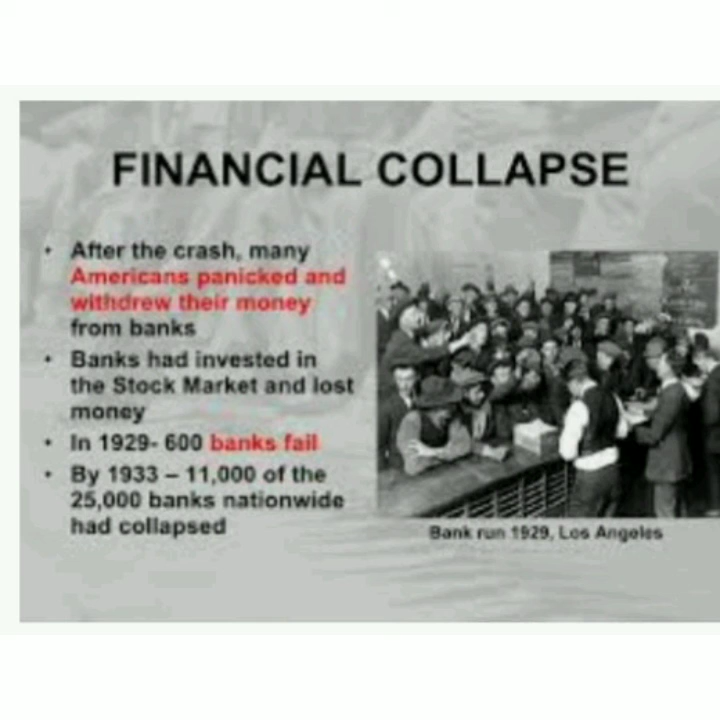 FINANCIAL COLLAPSE
• After the crash, many
Americans panicked and
withdrew their money
from banks
• Banks had invested in
the Stock Market and lost
money
• In 1929- 600 banks fail
• By 1933 – 11,000 of the
25,000 banks nationwide
had collapsed
Bank run 1929, Los Angeles